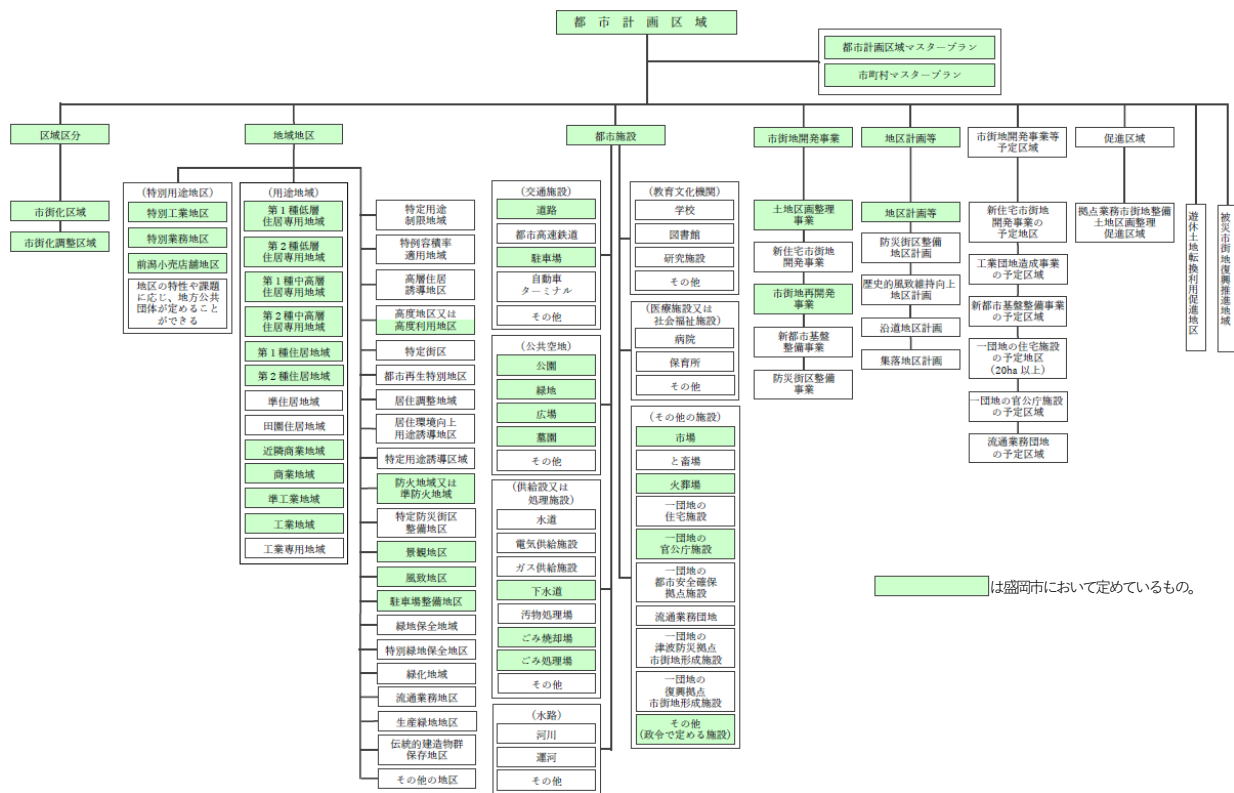 都市計画区域
都市計画区域マスタープラン
市町村マスタープラン
区域区分
市街化区域
市街化調整区域
地域地区
(特別用途地区)
特別工業地区
特別業務地区
前潟小売店舗地区
地区の特性や課題
に応じ、地方公共
団体が定めること
ができる
(用途地域)
第1種低層
住居専用地域
第2種低層
住居専用地域
第1種中高層
住居専用地域
第2種中高層
住居専用地域
第1種住居地域
第2種住居地域
準住居地域
田園住居地域
近隣商業地域
商業地域
準工業地域
工業地域
工業専用地域
特定用途
制限地域
特例容積率
適用地域
高層住居
誘導地区
高度地区又は
高度利用地区
特定街区
都市再生特別地区
居住調整地域
居住環境向上
用途誘導地区
特定用途誘導区域
防火地域又は
準防火地域
特定防災街区
整備地区
景観地区
風致地区
駐車場整備地区
緑地保全地域
特別緑地保全地区
緑化地域
流通業務地区
生産緑地地区
伝統的建造物群
保存地区
その他の地区
都市施設
(交通施設)
道路
都市高速鉄道
駐車場
自動車
ターミナル
その他
(公共空地)
公園
緑地
広場
墓園
その他
(供給設又は
処理施設)
水道
電気供給施設
ガス供給施設
下水道
汚物処理場
ごみ焼却場
ごみ処理場
その他
(水路)
河川
運河
その他
(教育文化機関)
学校
図書館
研究施設
その他
(医療施設又は
社会福祉施設)
病院
保育所
その他
(その他の施設)
市場
と畜場
火葬場
一団地の
住宅施設
一団地の
官公庁施設
一団地の
都市安全確保
拠点施設
流通業務団地
一団地の
津波防災拠点
市街地形成施設
一団地の
復興拠点
市街地形成施設
その他
(政令で定める施設)
市街地開発事業
土地区画整理
事業
新住宅市街地
開発事業
市街地再開発
事業
新都市基盤
整備事業
防災街区整備
事業
地区計画等
地区計画等
防災街区整備
地区計画
歴史的風致維持向上
地区計画
沿道地区計画
集落地区計画
市街地開発事業等
予定区域
新住宅市街地
開発事業の
予定地区
工業団地造成事業
の予定区域
新都市基盤整備事業
の予定区域
一団地の住宅施設
の予定地区
(20ha 以上)
一団地の官公庁施設
の予定区域
流通業務団地
の予定区域
促進区域
拠点業務市街地整備
土地区画整理
促進区域
遊休土地転換利用促進地区
被災市街地復興推進地域
は盛岡市において定めているもの。